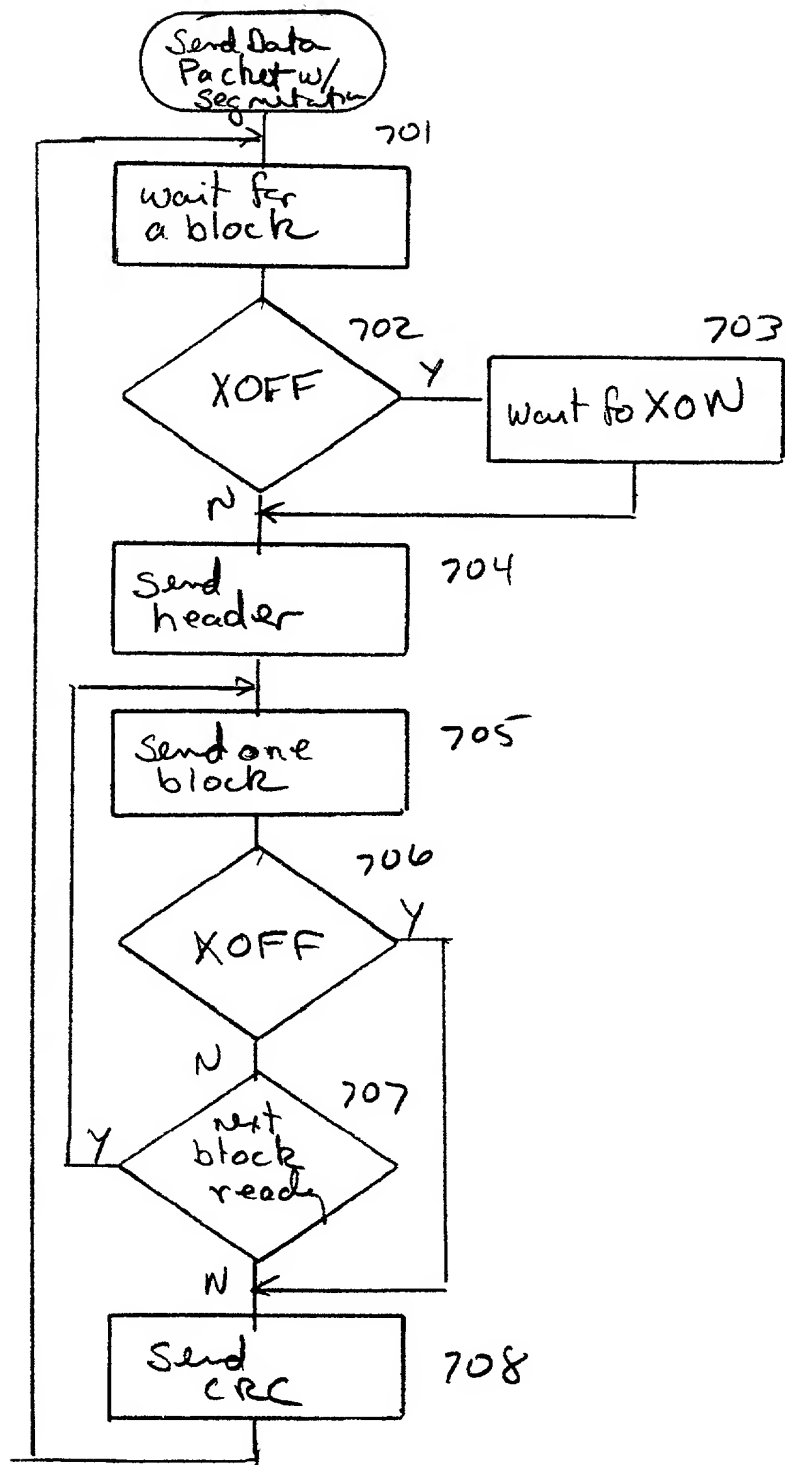 Send Data
Packet w/
Segmntation
701
wait for
a block
702
XOFF
Y
703
wait fo XON
N
704
Send
header
705
Send one
block
706
XOFF
Y
N
707
next
block
ready
Y
N
Send
CRC
708